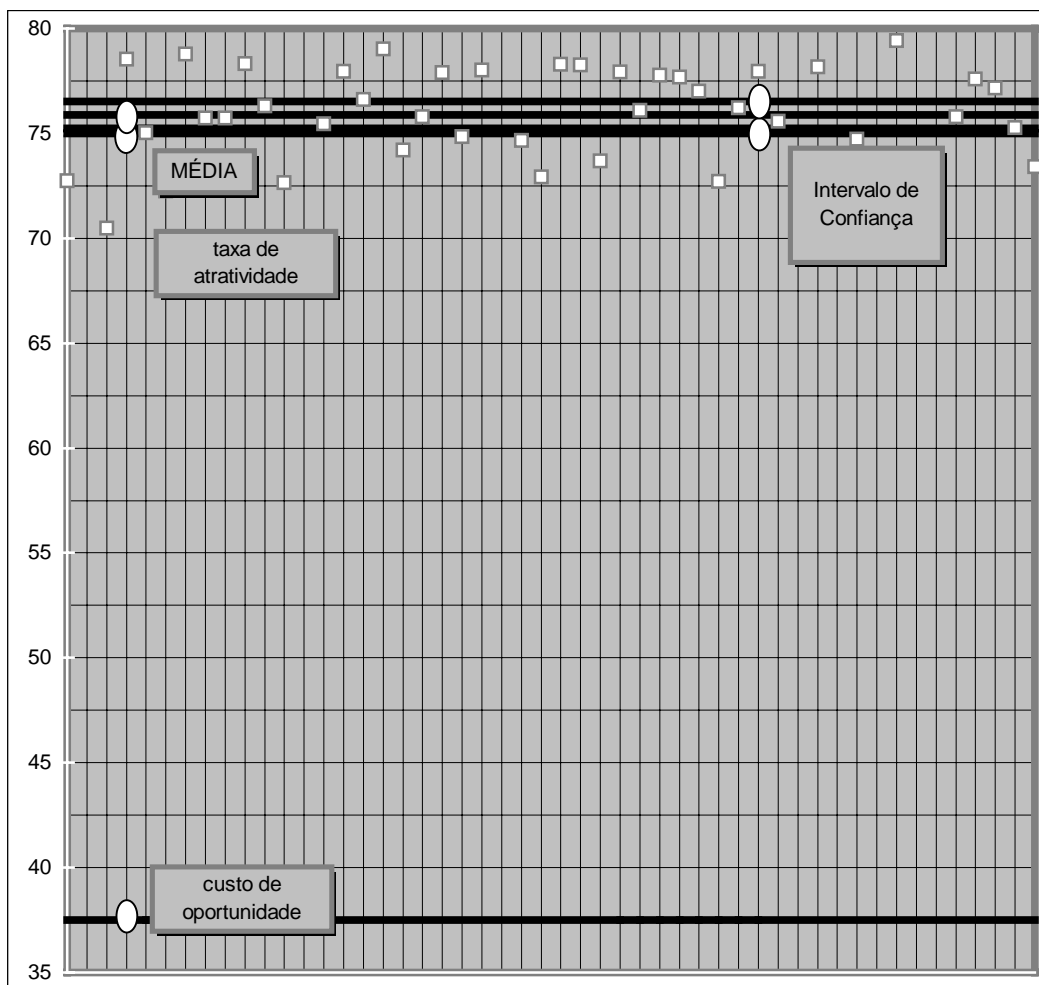 80
75
70
65
60
55
50
45
40
35
MÉDIA
taxa de
atratividade
Intervalo de
Confiança
custo de
oportunidade